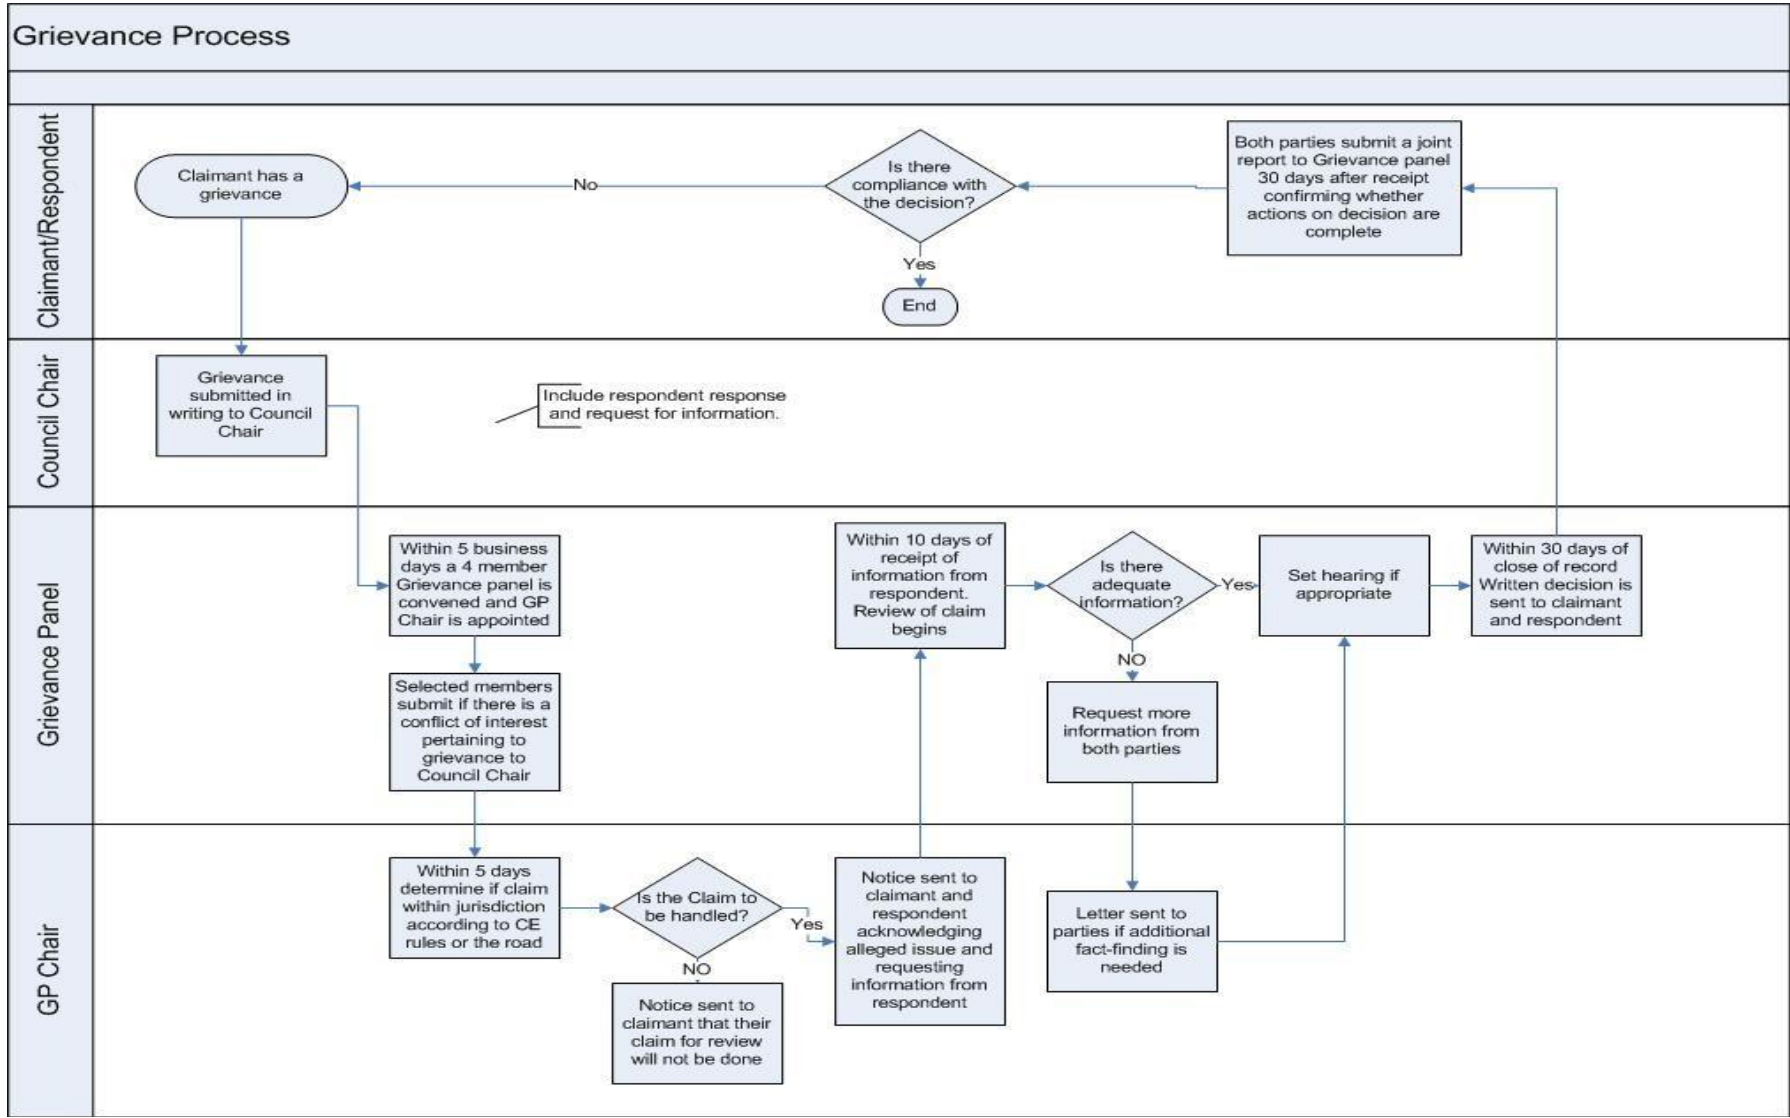 Grievance Process
Claimant/Respondent
Claimant has a
grievance
No
Is there
compliance with
the decision?
Yes
End
Both parties submit a joint
report to Grievance panel
30 days after receipt
confirming whether
actions on decision are
complete
Council Chair
Grievance
submitted in
writing to Council
Chair
Include respondent response
and request for information.
Grievance Panel
Within 5 business
days a 4 member
Grievance panel is
convened and GP
Chair is appointed
Selected members
submit if there is a
conflict of interest
pertaining to
grievance to
Council Chair
Within 10 days of
receipt of
information from
respondent.
Review of claim
begins
Is there
adequate
information?
Yes
NO
Request more
information from
both parties
Set hearing if
appropriate
Within 30 days of
close of record
Written decision is
sent to claimant
and respondent
GP Chair
Within 5 days
determine if claim
within jurisdiction
according to CE
rules or the road
Is the Claim to
be handled?
Yes
NO
Notice sent to
claimant that their
claim for review
will not be done
Notice sent to
claimant and
respondent
acknowledging
alleged issue and
requesting
information from
respondent
Letter sent to
parties if additional
fact-finding is
needed